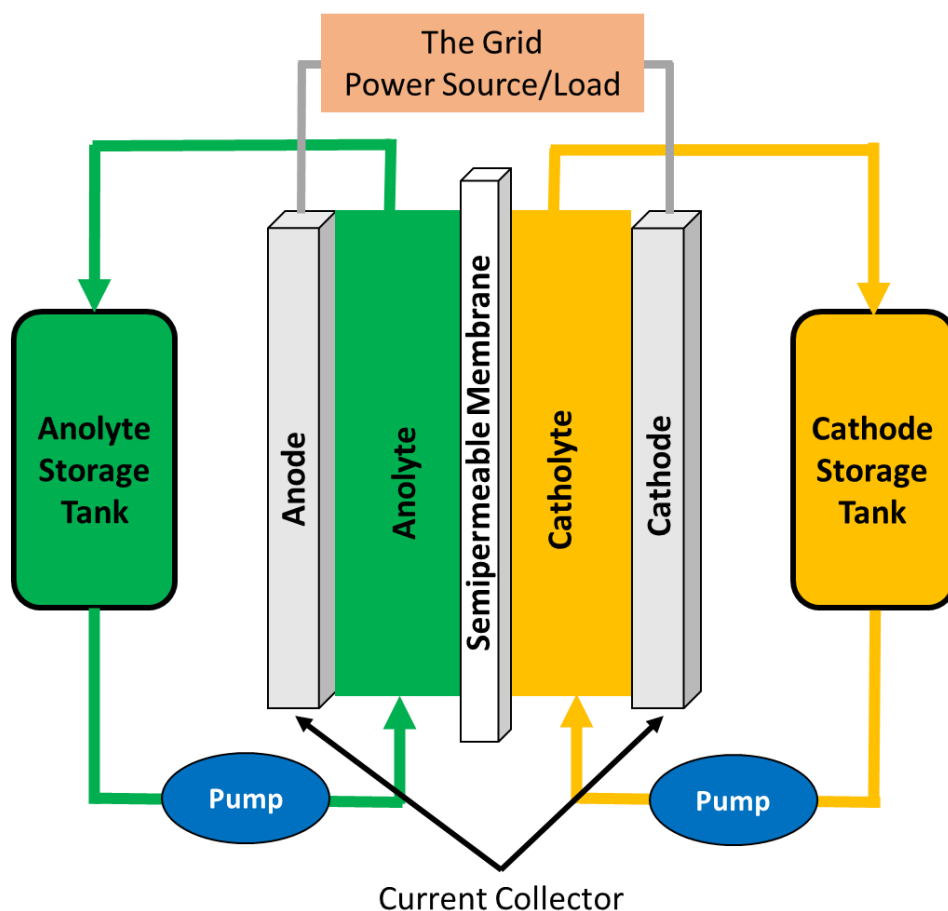 The Grid
Power Source/Load
Anolyte
Storage
Tank
Anode
Anolyte
Semipermeable Membrane
Catholyte
Cathode
Cathode
Storage
Tank
Pump
Pump
Current Collector